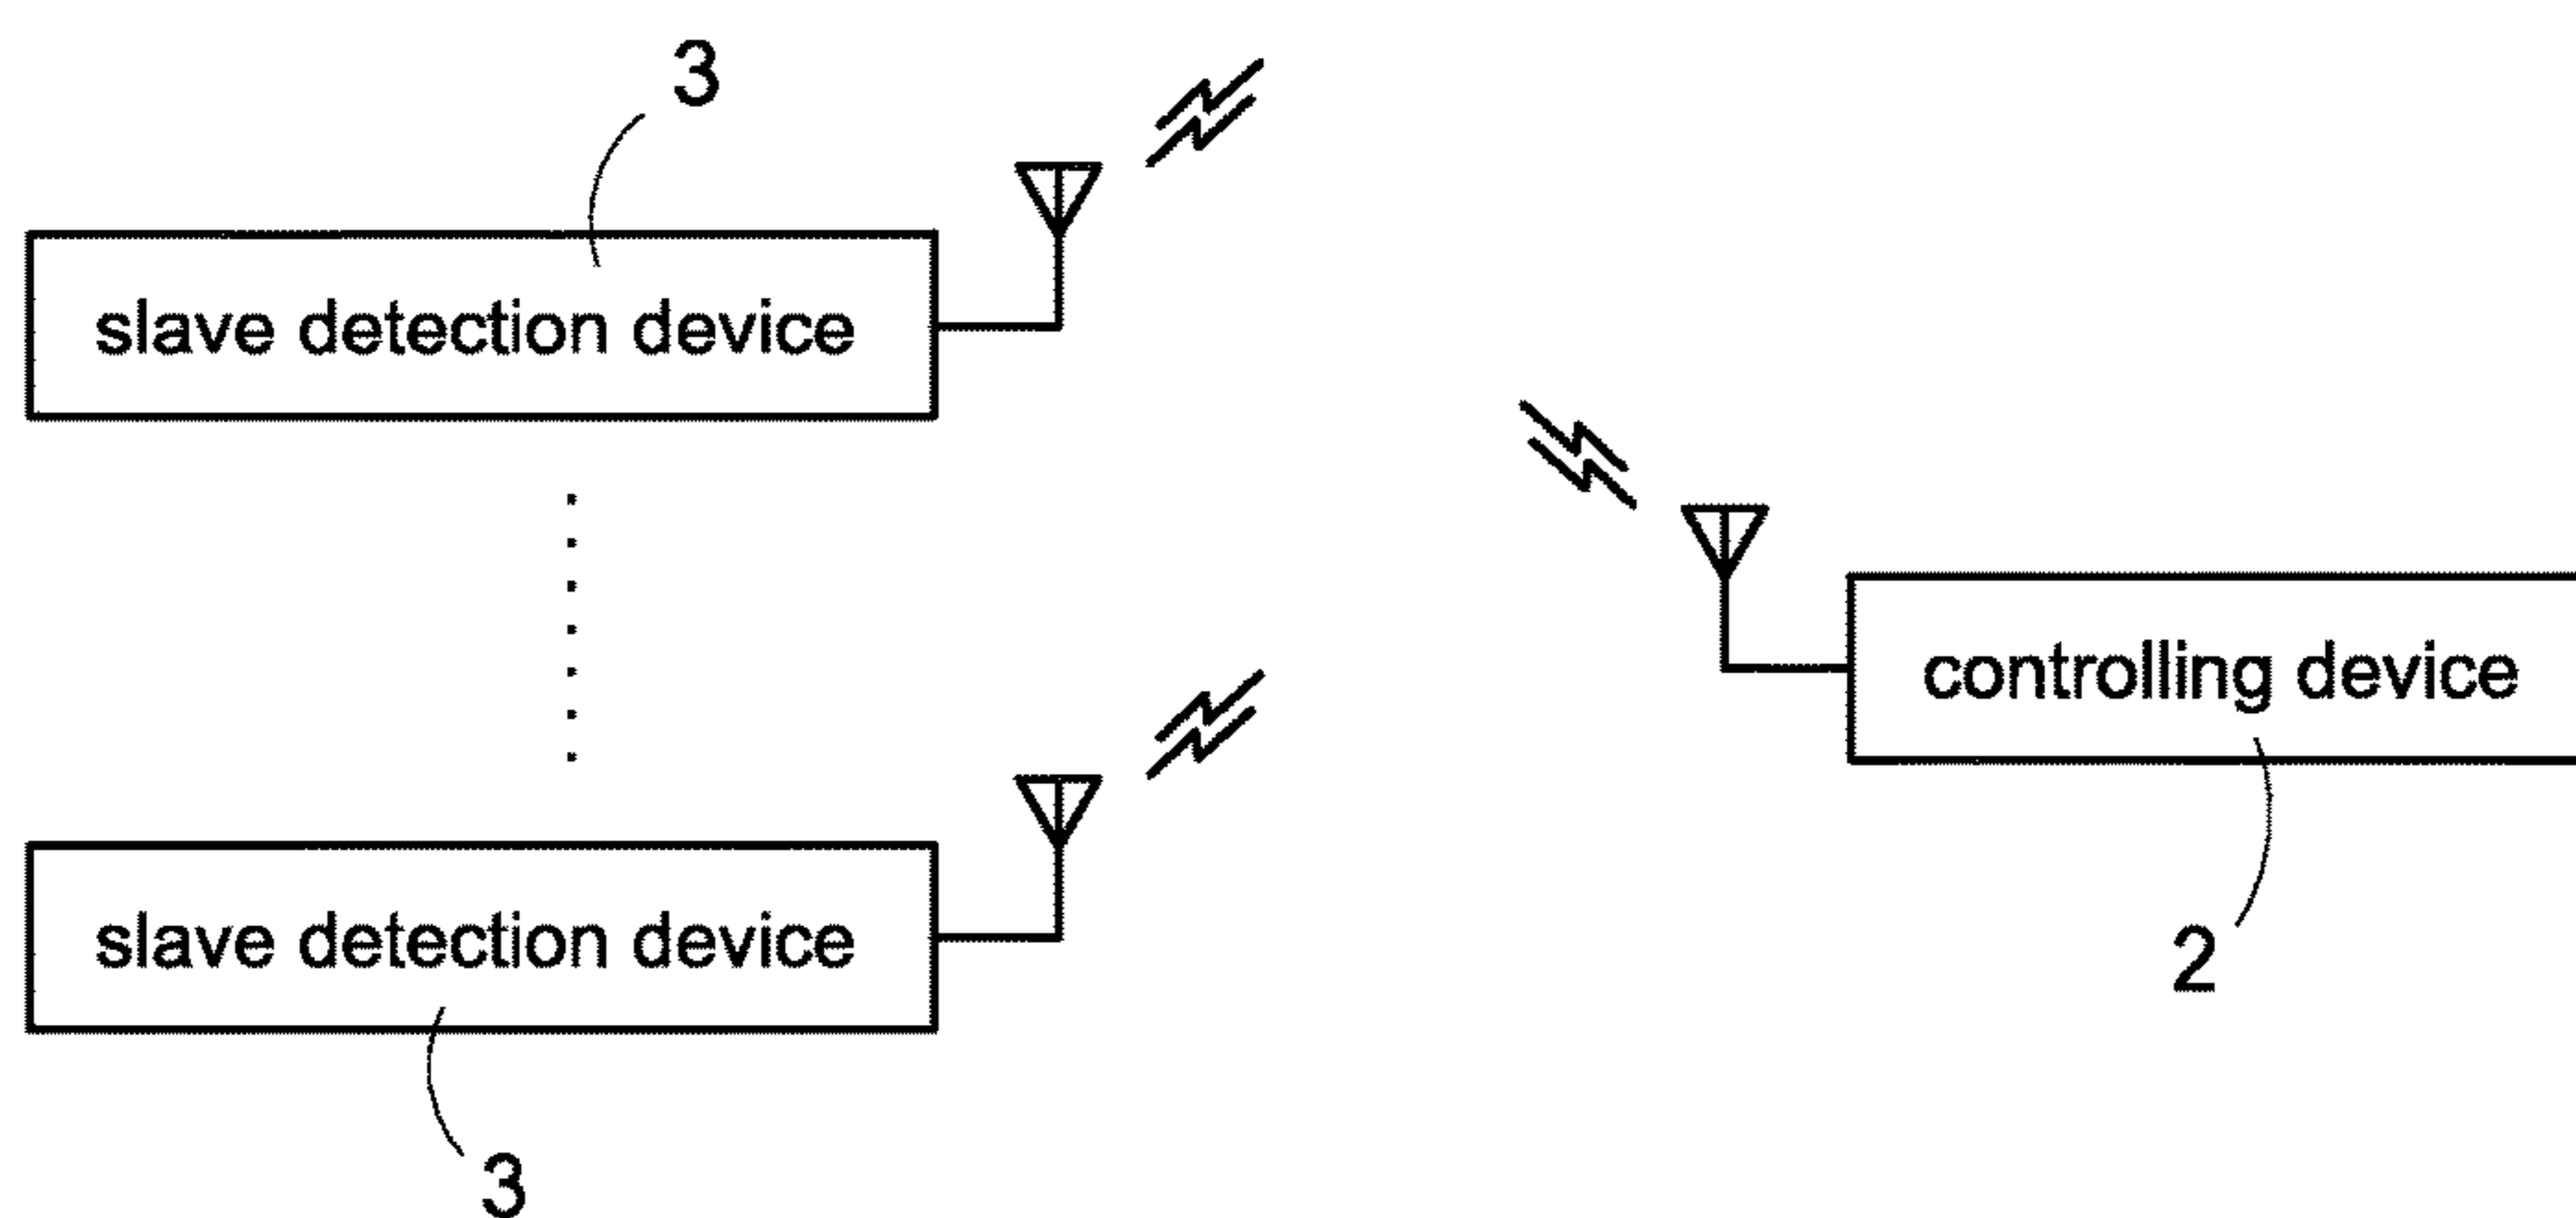 3
slave detection device
controlling device
slave detection device
2
3